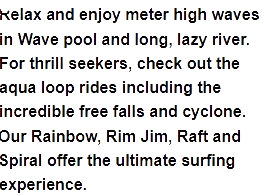 Relax and enjoy meter high waves
in Wave pool and long, lazy river.
For thrill seekers, check out the
aqua loop rides including the
incredible free falls and cyclone.
Our Rainbow, Rim Jim, Raft and
Spiral offer the ultimate surfing
experience.